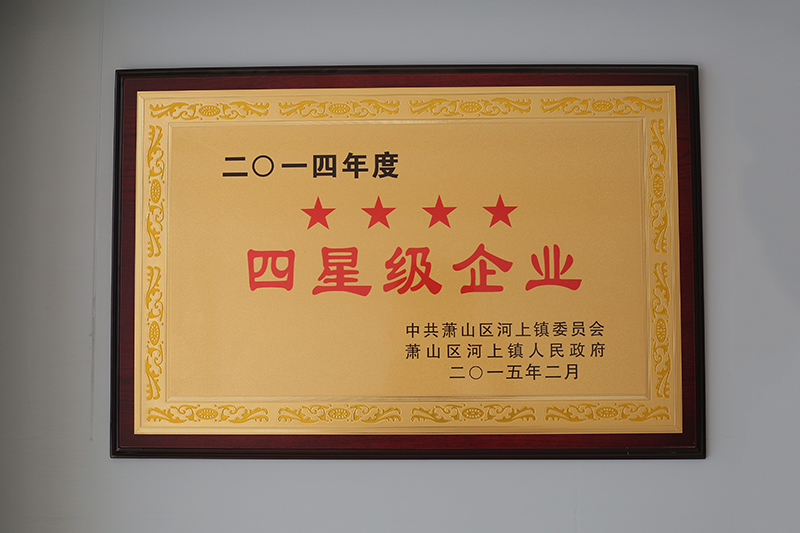 二〇一四年度
★★★★
四星级企业
中共萧山区河上镇委员会
萧山区河上镇人民政府
二〇一五年二月